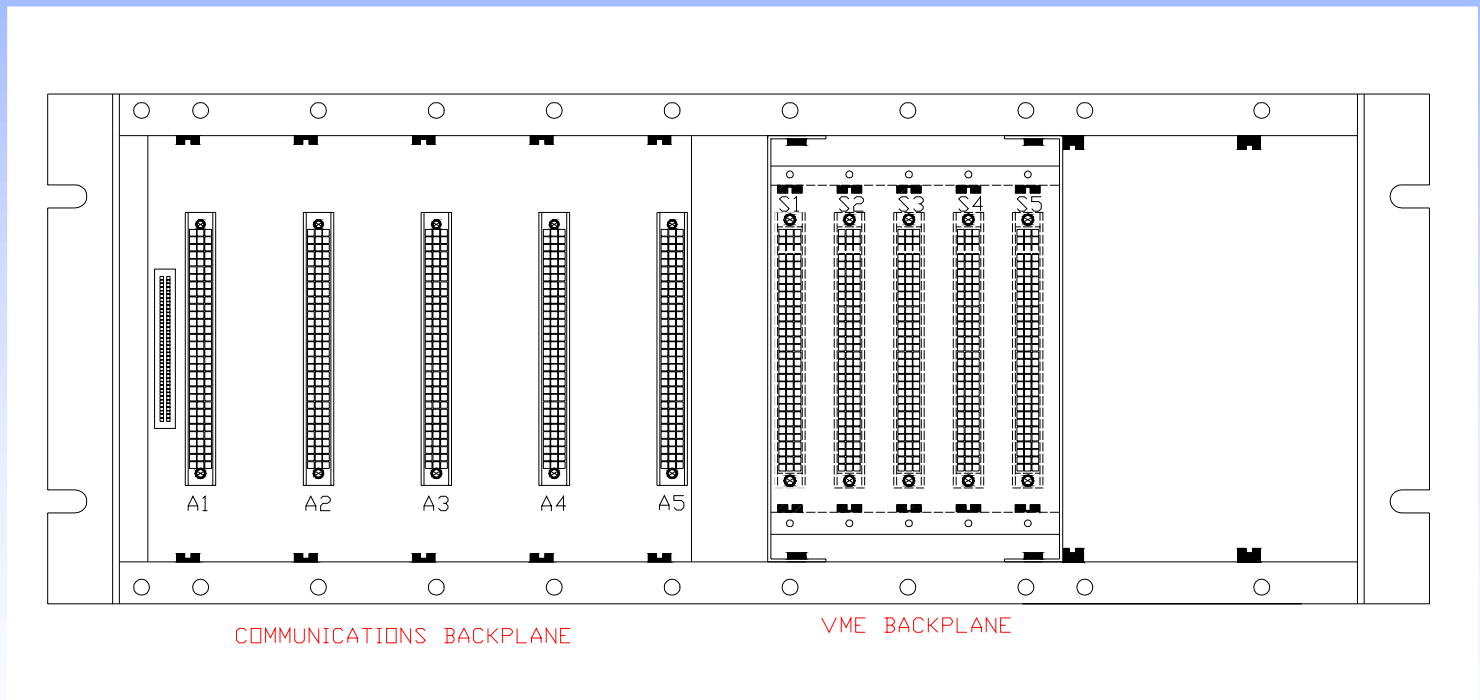 S1 S2 S3 S4 S5
A1 A2 A3 A4 A5
COMMUNICATIONS BACKPLANE
VME BACKPLANE